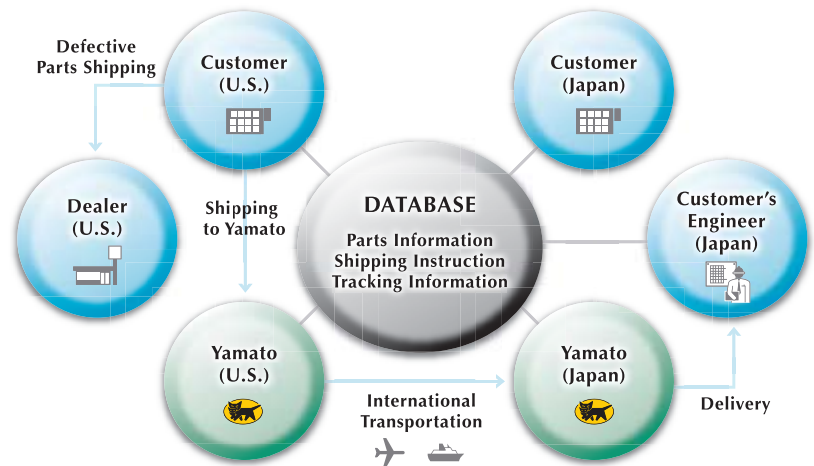 Defective
Parts Shipping
Customer
(U.S.)
Customer
(Japan)
Dealer
(U.S.)
Shipping
to Yamato
DATABASE
Parts Information
Shipping Instruction
Tracking Information
Customer's
Engineer
(Japan)
Yamato
(U.S.)
International
Transportation
Yamato
(Japan)
Delivery